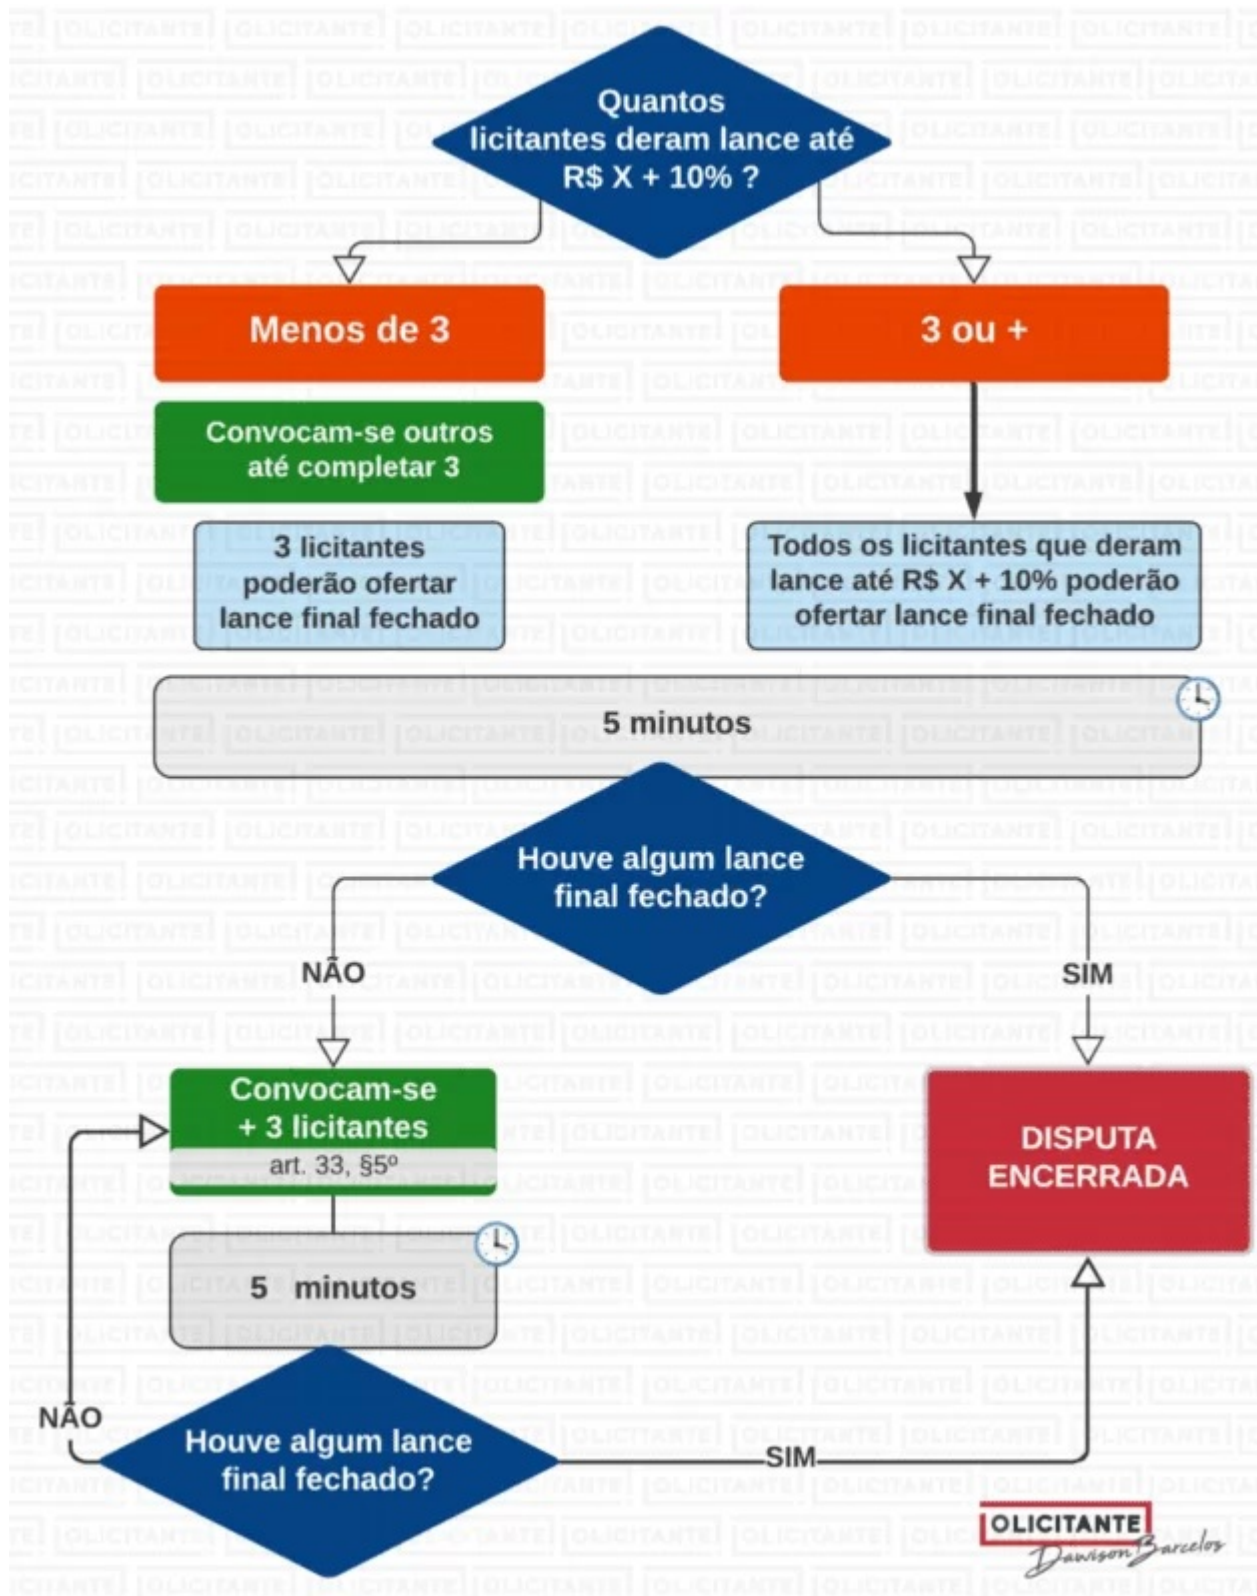 Quantos
licitantes deram lance até
R$ X + 10% ?
Menos de 3
3 ou +
Convocam-se outros
até completar 3
3 licitantes
poderão ofertar
lance final fechado
Todos os licitantes que deram
lance até R$ X + 10% poderão
ofertar lance final fechado
5 minutos
Houve algum lance
final fechado?
NÃO
SIM
Convocam-se
+ 3 licitantes
art. 33, §5º
DISPUTA
ENCERRADA
5 minutos
NÃO
Houve algum lance
final fechado?
SIM
OLICITANTE
Dawison Barcelos